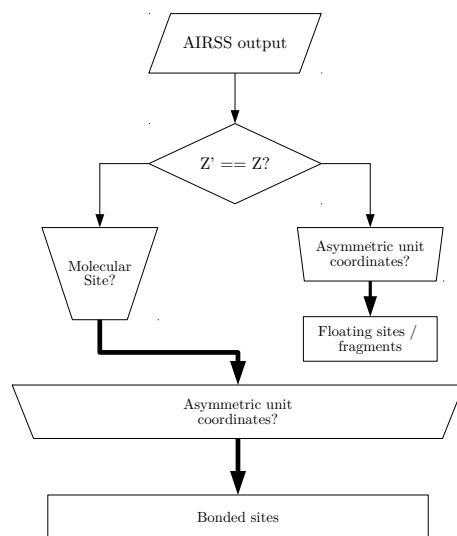 AIRSS output
Z' == Z?
Molecular
Site?
Asymmetric unit
coordinates?
Floating sites /
fragments
Asymmetric unit
coordinates?
Bonded sites